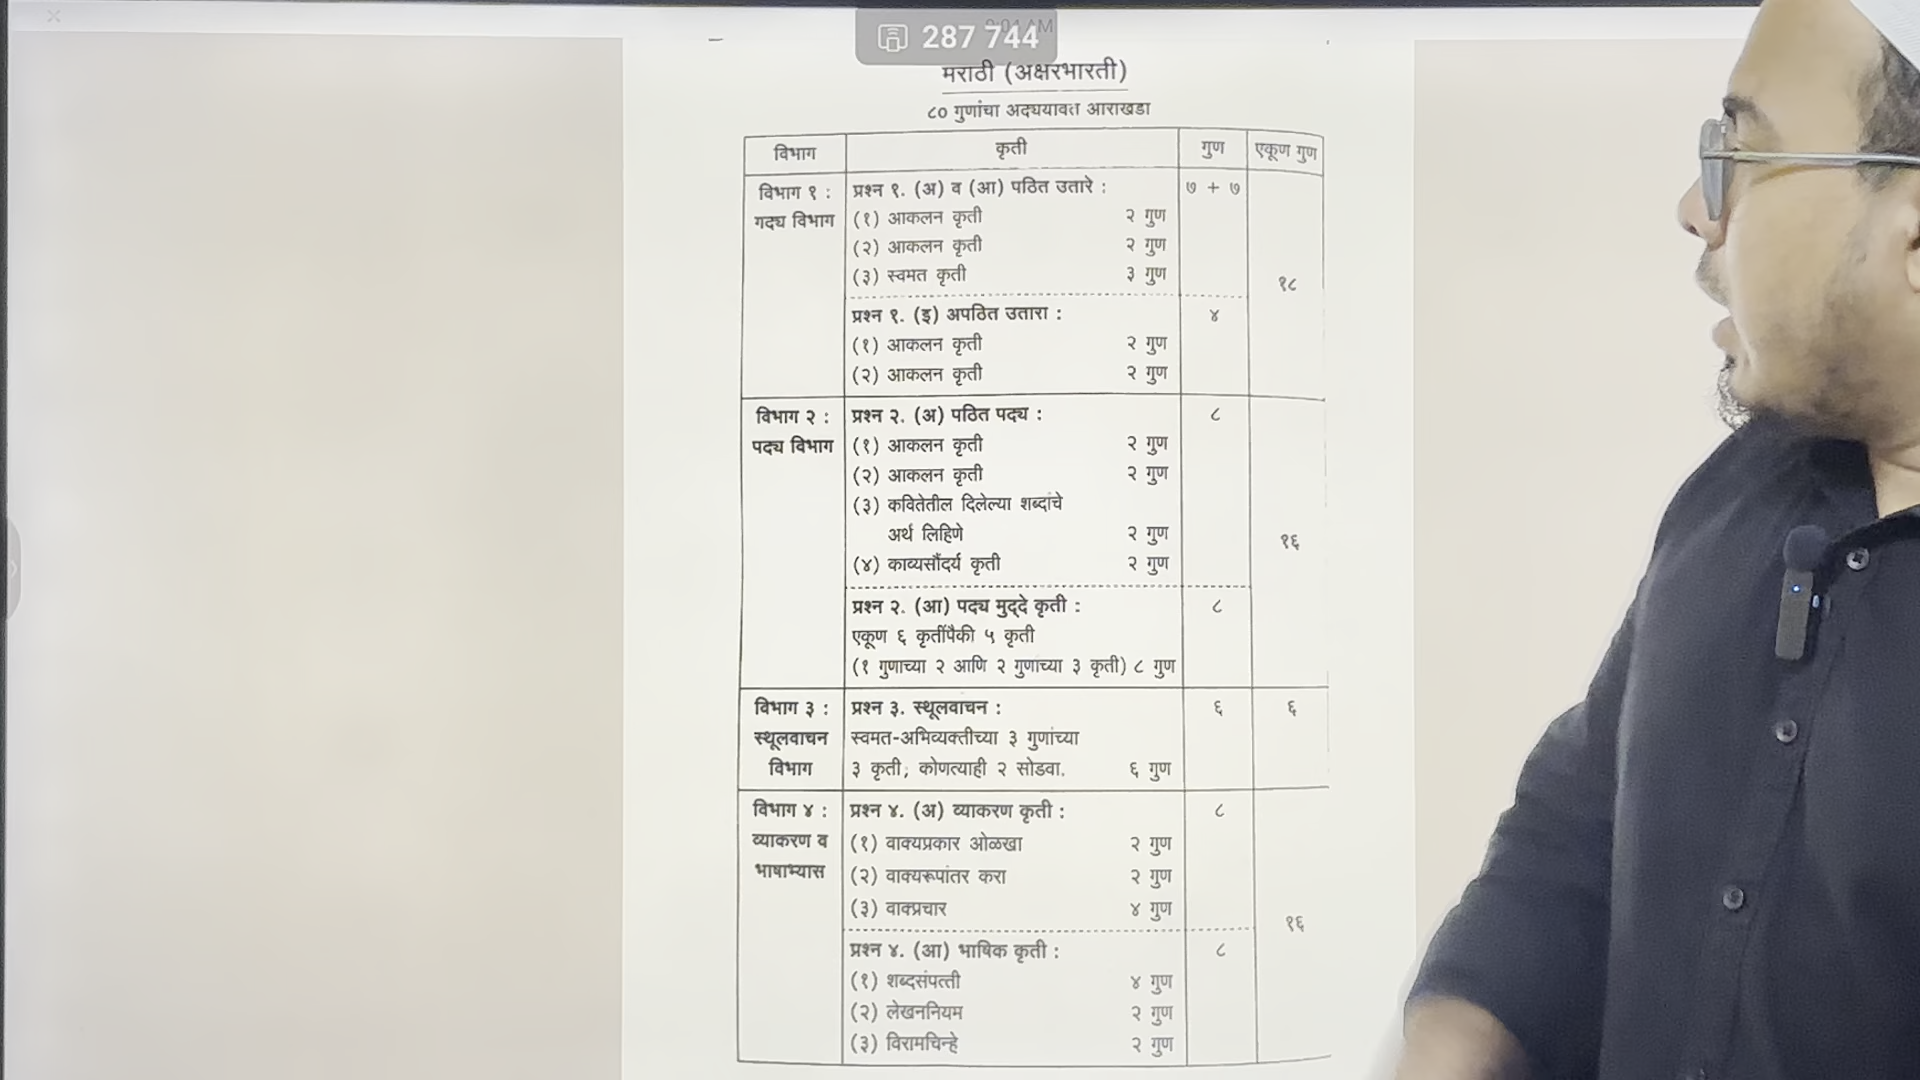 287 744
मराठी (अक्षरभारती)
८० गुणांचा अद्ययावत आराखडा
विभाग कृती गुण एकूण गुण
विभाग १ : प्रश्न १. (अ) व (आ) पठित उतारे : ७ + ७
गद्य विभाग (१) आकलन कृती २ गुण
(२) आकलन कृती २ गुण
(३) स्वमत कृती ३ गुण
१८
प्रश्न १. (इ) अपठित उतारा : ४
(१) आकलन कृती २ गुण
(२) आकलन कृती २ गुण
विभाग २ : प्रश्न २. (अ) पठित पद्य : ८
पद्य विभाग (१) आकलन कृती २ गुण
(२) आकलन कृती २ गुण
(३) कवितेतील दिलेल्या शब्दांचे
अर्थ लिहिणे २ गुण
१६
(४) काव्यसौंदर्य कृती २ गुण
प्रश्न २. (आ) पद्य मुद्दे कृती : ८
एकूण ६ कृतींपैकी ५ कृती
(१ गुणाच्या २ आणि २ गुणांच्या ३ कृती) ८ गुण
विभाग ३ : प्रश्न ३. स्थूलवाचन : ६ ६
स्थूलवाचन स्वमत-अभिव्यक्तीच्या ३ गुणांच्या
विभाग ३ कृती; कोणत्याही २ सोडवा. ६ गुण
विभाग ४ : प्रश्न ४. (अ) व्याकरण कृती : ८
व्याकरण व (१) वाक्यप्रकार ओळखा २ गुण
भाषाभ्यास (२) वाक्यरूपांतर करा २ गुण
(३) वाक्प्रचार ४ गुण
१६
प्रश्न ४. (आ) भाषिक कृती : ८
(१) शब्दसंपत्ती ४ गुण
(२) लेखननियम २ गुण
(३) विरामचिन्हे २ गुण